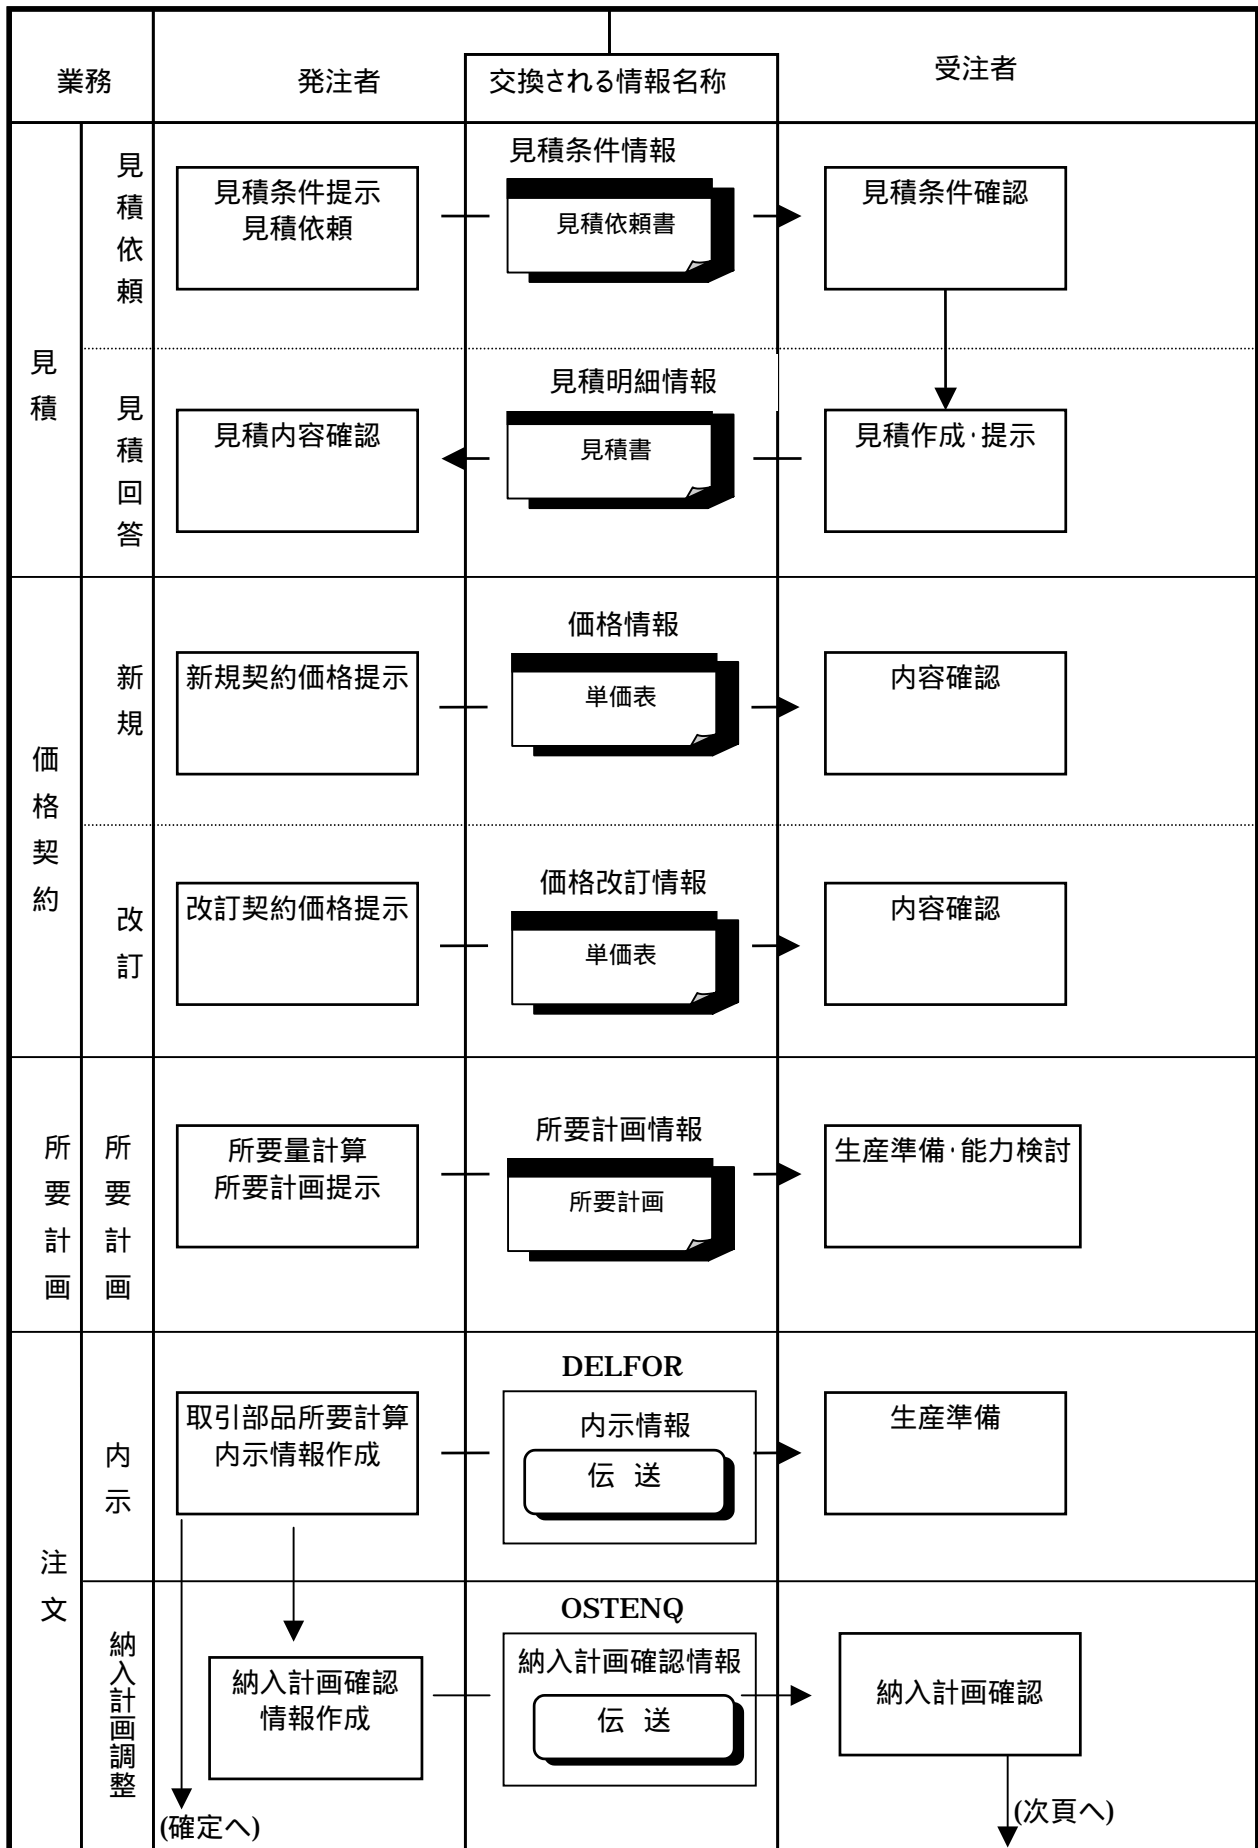 業務
発注者
交換される情報名称
受注者
見積
見積依頼
見積条件提示
見積依頼
見積条件情報
見積依頼書
見積条件確認
見積回答
見積内容確認
見積明細情報
見積書
見積作成・提示
価格契約
新規
新規契約価格提示
価格情報
単価表
内容確認
改訂
改訂契約価格提示
価格改訂情報
単価表
内容確認
所要計画
所要計画
所要量計算
所要計画提示
所要計画情報
所要計画
生産準備・能力検討
注文
内示
取引部品所要計算
内示情報作成
DELFOR
内示情報
伝 送
生産準備
納入計画調整
納入計画確認
情報作成
OSTENQ
納入計画確認情報
伝 送
納入計画確認
(確定へ)
(次頁へ)